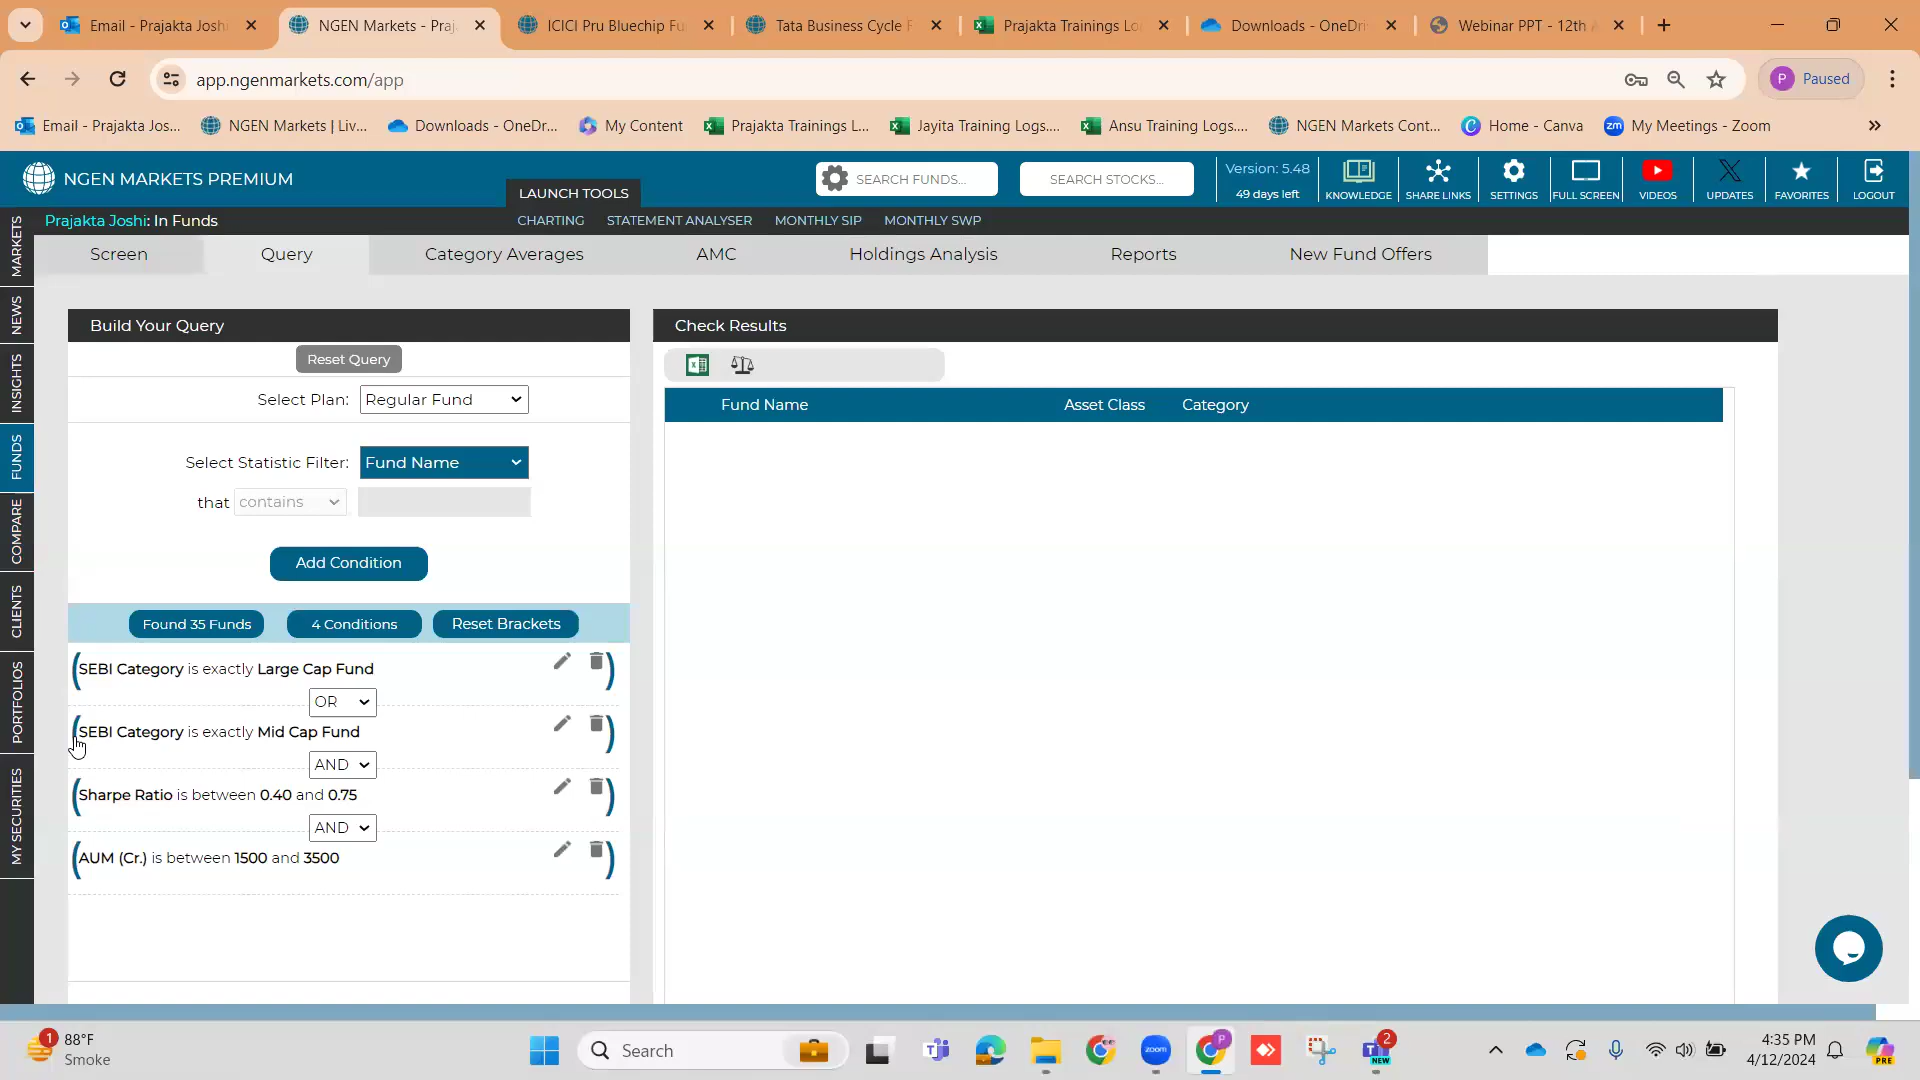 Email - Prajakta Joshi
NGEN Markets - Praj
ICICI Pru Bluechip Fu
Tata Business Cycle F
Prajakta Trainings Lo
Downloads - OneDri
Webinar PPT - 12th A
app.ngenmarkets.com/app
P Paused
Email - Prajakta Jos...
NGEN Markets | Liv...
Downloads - OneDr...
My Content
Prajakta Trainings L...
Jayita Training Logs....
Ansu Training Logs....
NGEN Markets Cont...
Home - Canva
zm My Meetings - Zoom
NGEN MARKETS PREMIUM
LAUNCH TOOLS
SEARCH FUNDS...
SEARCH STOCKS...
Version: 5.48
49 days left
KNOWLEDGE
SHARE LINKS
SETTINGS
FULL SCREEN
VIDEOS
UPDATES
FAVORITES
LOGOUT
Prajakta Joshi: In Funds
CHARTING
STATEMENT ANALYSER
MONTHLY SIP
MONTHLY SWP
MARKETS
NEWS
INSIGHTS
FUNDS
COMPARE
CLIENTS
PORTFOLIOS
MY SECURITIES
Screen
Query
Category Averages
AMC
Holdings Analysis
Reports
New Fund Offers
Build Your Query
Reset Query
Select Plan: Regular Fund
Select Statistic Filter: Fund Name
that contains
Add Condition
Found 35 Funds
4 Conditions
Reset Brackets
(SEBI Category is exactly Large Cap Fund)
OR
(SEBI Category is exactly Mid Cap Fund)
AND
(Sharpe Ratio is between 0.40 and 0.75)
AND
(AUM (Cr.) is between 1500 and 3500)
Check Results
Fund Name
Asset Class
Category
1
88°F
Smoke
Search
zoom
P
2
NEW
4:35 PM
4/12/2024
PRE